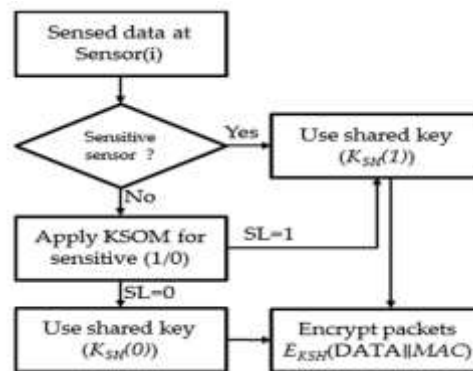 Sensed data at
Sensor(i)
Sensitive
sensor ?
Yes
Use shared key
(K_SH(1))
No
Apply KSOM for
sensitive (1/0)
SL=1
SL=0
Use shared key
(K_SH(0))
Encrypt packets
E_KSH(DATA||MAC)